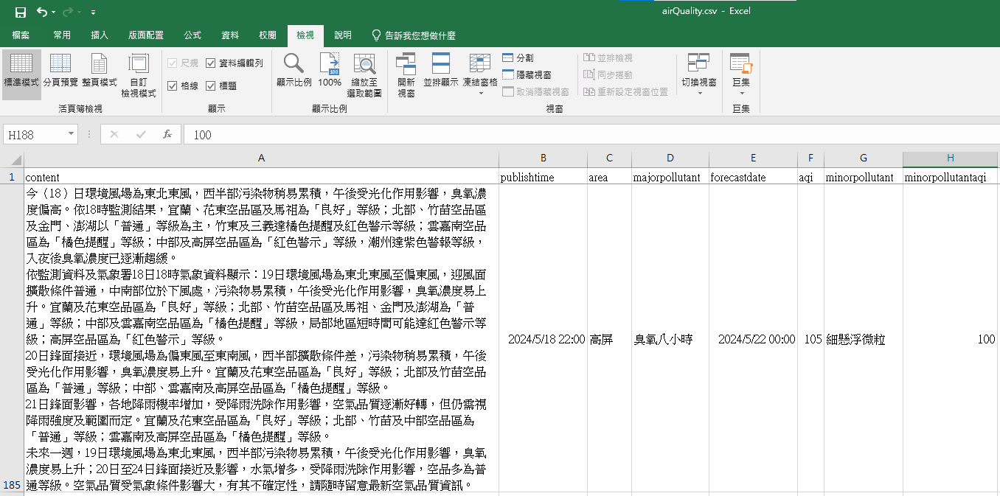 airQuality.csv - Excel
檔案 常用 插入 版面配置 公式 資料 校閱 檢視 說明 告訴我您想做什麼
標準模式 分頁預覽 整頁模式 自訂檢視模式
尺規 資料編輯列
格線 標題
顯示比例 100% 縮放至選取範圍
開新視窗 並排顯示 凍結窗格
分割
隱藏視窗
取消隱藏視窗
並排檢視
同步捲動
重新設定視窗位置
切換視窗 巨集
活頁簿檢視 顯示 顯示比例 視窗 巨集
H188 fx 100
A B C D E F G H
1 content publishtime area majorpollutant forecastdate aqi minorpollutant minorpollutantaqi
今（18）日環境風場為東北東風，西半部污染物稍易累積，午後受光化作用影響，臭氧濃
度偏高。依18時監測結果，宜蘭、花東空品區及馬祖為「良好」等級；北部、竹苗空品區
及金門、澎湖以「普通」等級為主，竹東及三義達橘色提醒及紅色警示等級；雲嘉南空品
區為「橘色提醒」等級；中部及高屏空品區為「紅色警示」等級，潮州達紫色警報等級，
入夜後臭氧濃度已逐漸趨緩。
依監測資料及氣象署18日18時氣象資料顯示：19日環境風場為東北東風至偏東風，迎風面
擴散條件普通，中南部位於下風處，污染物易累積，午後受光化作用影響，臭氧濃度易上
升。宜蘭及花東空品區為「良好」等級；北部、竹苗空品區及馬祖、金門及澎湖為「普
通」等級；中部及雲嘉南空品區為「橘色提醒」等級，局部地區短時間可能達紅色警示等
級；高屏空品區為「紅色警示」等級。
20日鋒面接近，環境風場為偏東風至東南風，西半部擴散條件差，污染物稍易累積，午後
受光化作用影響，臭氧濃度易上升。宜蘭及花東空品區為「良好」等級；北部及竹苗空品
區為「普通」等級；中部、雲嘉南及高屏空品區為「橘色提醒」等級。
21日鋒面影響，各地降雨機率增加，受降雨洗除作用影響，空氣品質逐漸好轉，但仍需視
降雨強度及範圍而定。宜蘭及花東空品區為「良好」等級；北部、竹苗及中部空品區為
「普通」等級；雲嘉南及高屏空品區為「橘色提醒」等級。
未來一週，19日環境風場為東北東風，西半部污染物易累積，午後受光化作用影響，臭氧
濃度易上升；20日至24日鋒面接近及影響，水氣增多，受降雨洗除作用影響，空品多為普
通等級。空氣品質受氣象條件影響大，有其不確定性，請隨時留意最新空氣品質資訊。
185
2024/5/18 22:00 高屏 臭氧八小時 2024/5/22 00:00 105 細懸浮微粒 100